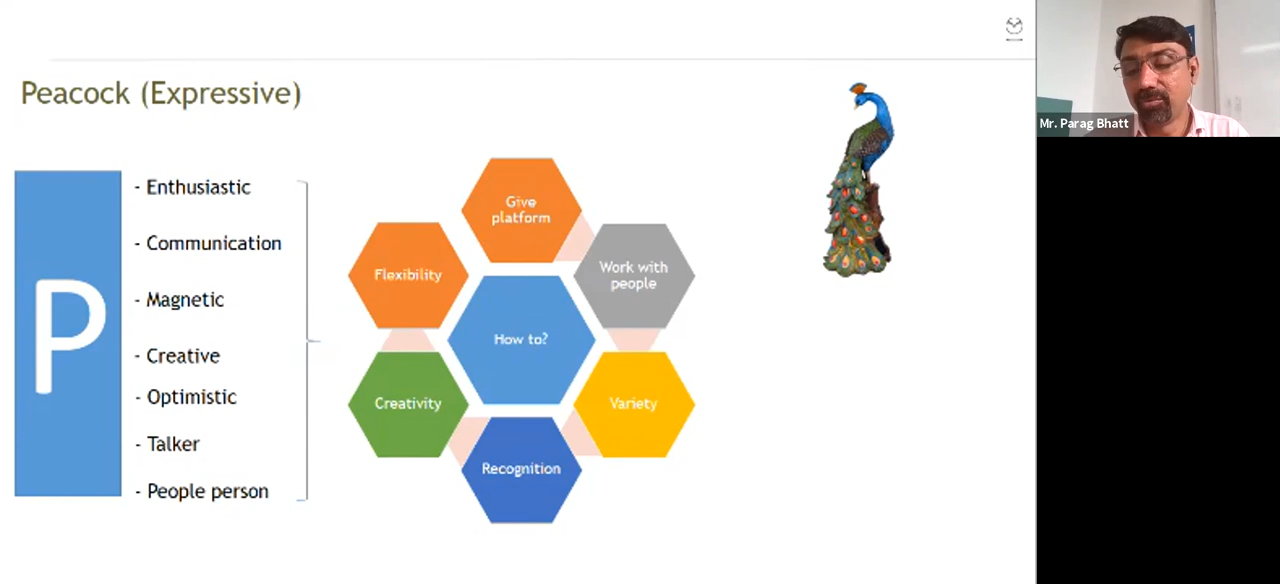 Peacock (Expressive)
P
- Enthusiastic
- Communication
- Magnetic
- Creative
- Optimistic
- Talker
- People person
Give
platform
Flexibility
Work with
people
How to?
Creativity
Variety
Recognition
Mr. Parag Bhatt